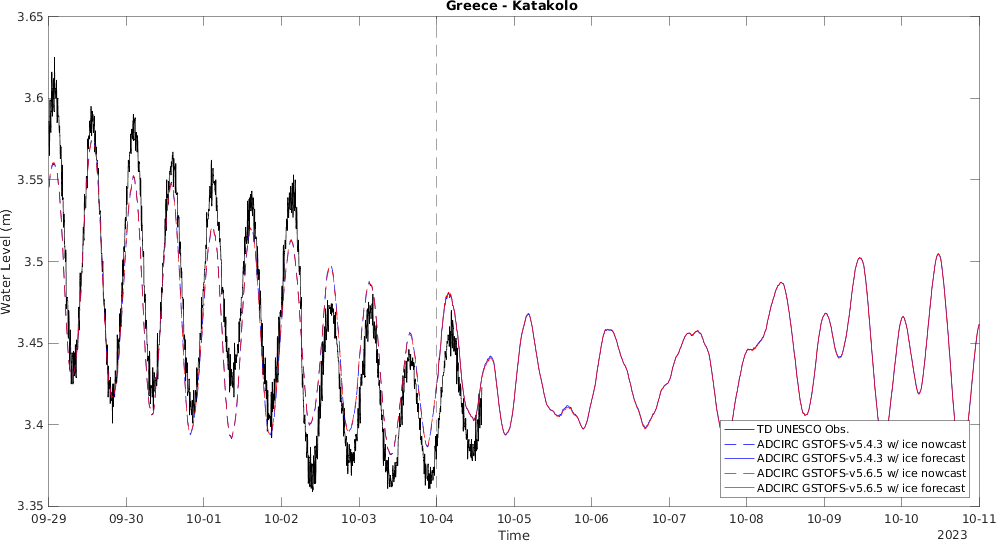 Greece - Katakolo
3.65
3.6
3.55
3.5
3.45
3.4
3.35
Water Level (m)
TD UNESCO Obs.
ADCIRC GSTOFS-v5.4.3 w/ ice nowcast
ADCIRC GSTOFS-v5.4.3 w/ ice forecast
ADCIRC GSTOFS-v5.6.5 w/ ice nowcast
ADCIRC GSTOFS-v5.6.5 w/ ice forecast
09-29 09-30 10-01 10-02 10-03 10-04 10-05 10-06 10-07 10-08 10-09 10-10 10-11
Time
2023